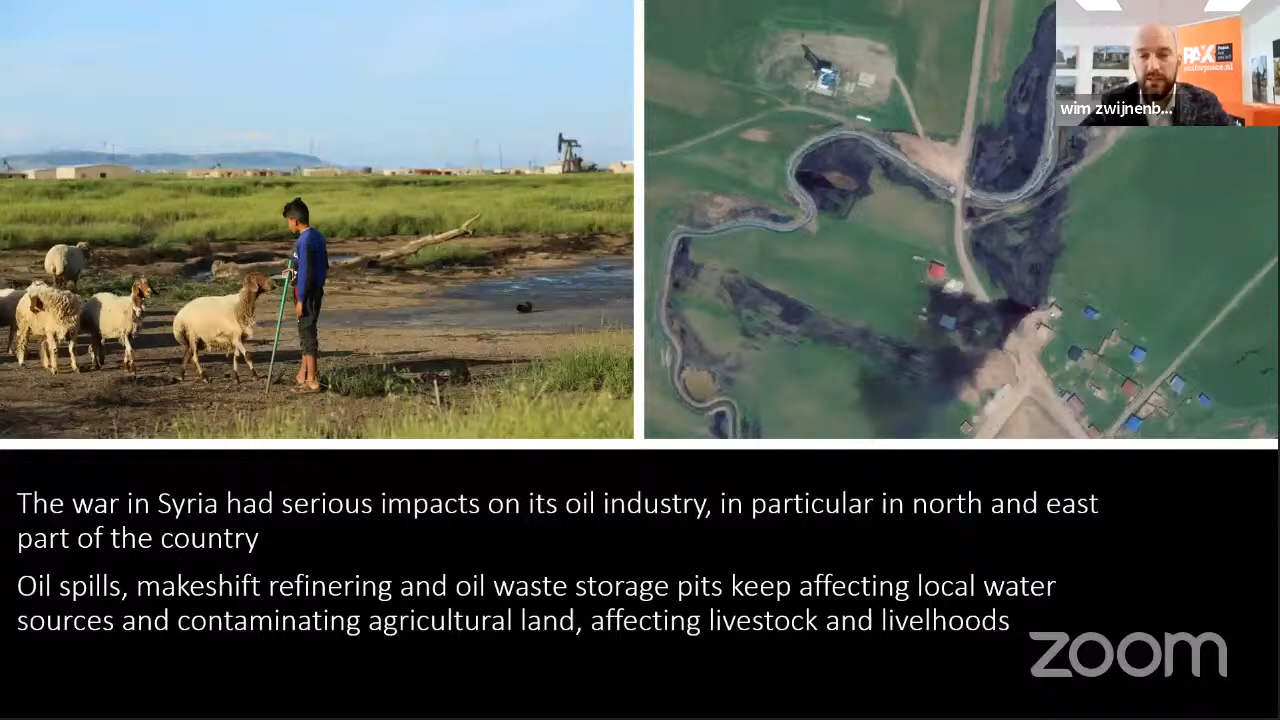 PAX
wim zwijnenb...
The war in Syria had serious impacts on its oil industry, in particular in north and east
part of the country
Oil spills, makeshift refinering and oil waste storage pits keep affecting local water
sources and contaminating agricultural land, affecting livestock and livelhoods
zoom